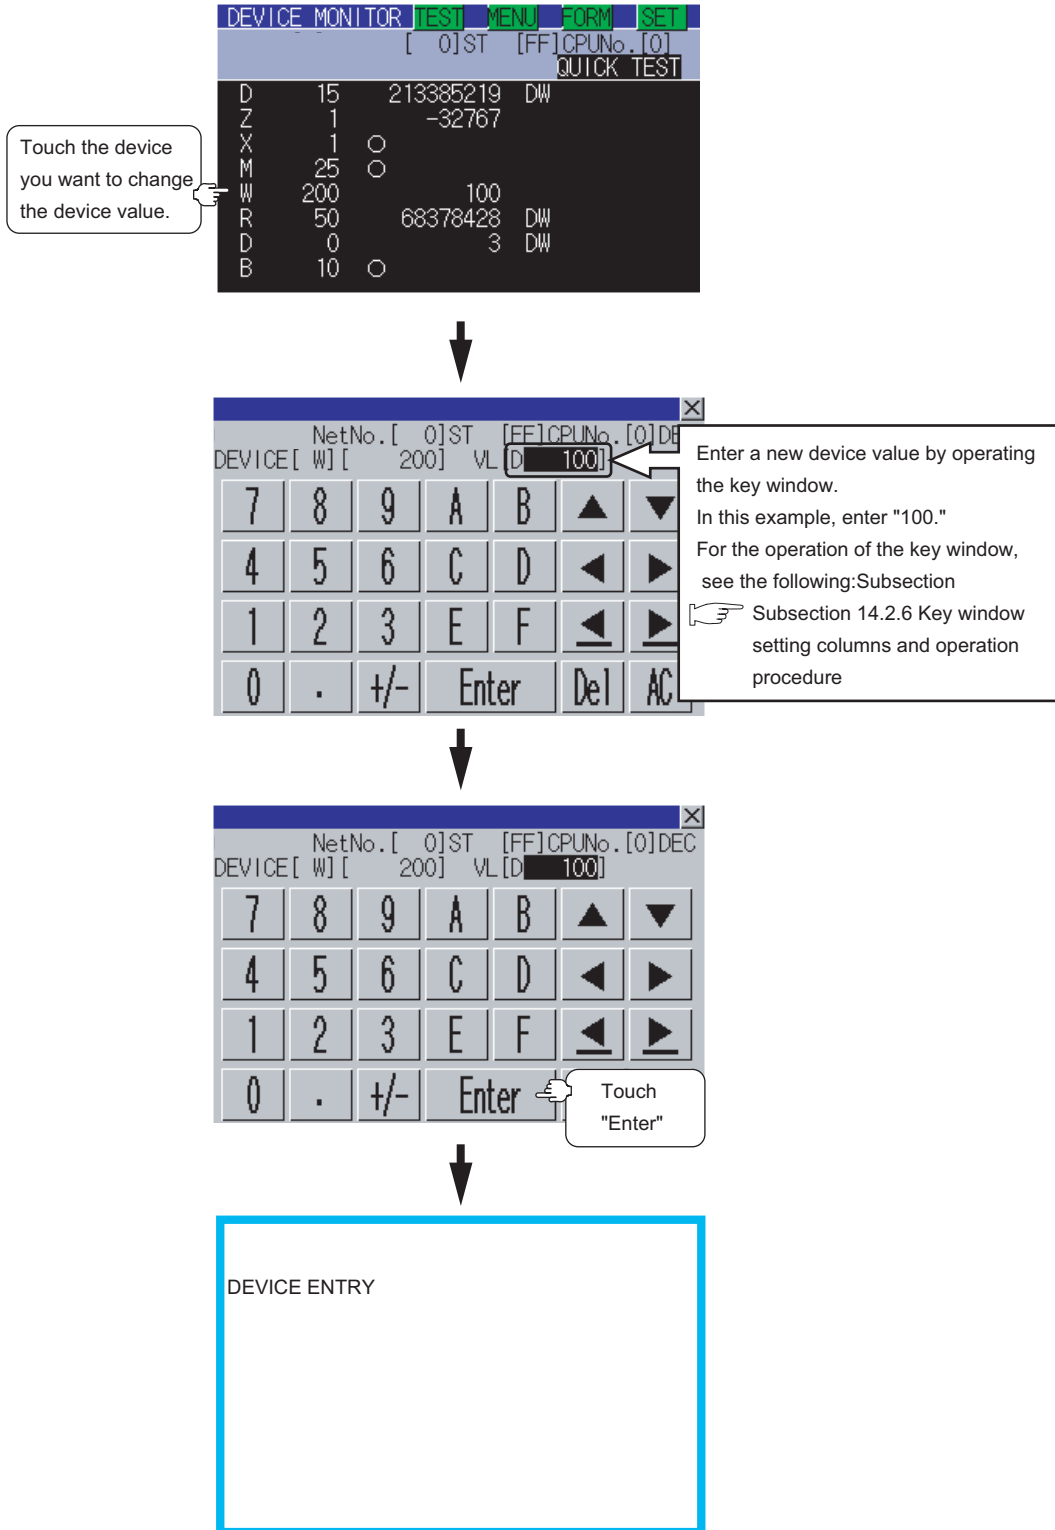 DEVICE MONITOR TEST MENU FORM SET
[ 0]ST [FF]CPUNo.[0]
QUICK TEST
D 15 213385219 DW
Z 1 -32767
X 1 ○
M 25 ○
W 200 100
R 50 68378428 DW
D 0 3 DW
B 10 ○
Touch the device
you want to change
the device value.
NetNo.[ 0]ST [FF]CPUNo.[0]DE
DEVICE[ W][ 200] VL[D 100]
7 8 9 A B ▲ ▼
4 5 6 C D ◀ ▶
1 2 3 E F ◀ ▶
0 . +/- Enter Del AC
Enter a new device value by operating
the key window.
In this example, enter "100."
For the operation of the key window,
see the following:Subsection
Subsection 14.2.6 Key window
setting columns and operation
procedure
NetNo.[ 0]ST [FF]CPUNo.[0]DEC
DEVICE[ W][ 200] VL[D 100]
7 8 9 A B ▲ ▼
4 5 6 C D ◀ ▶
1 2 3 E F ◀ ▶
0 . +/- Enter
Touch
"Enter"
DEVICE ENTRY